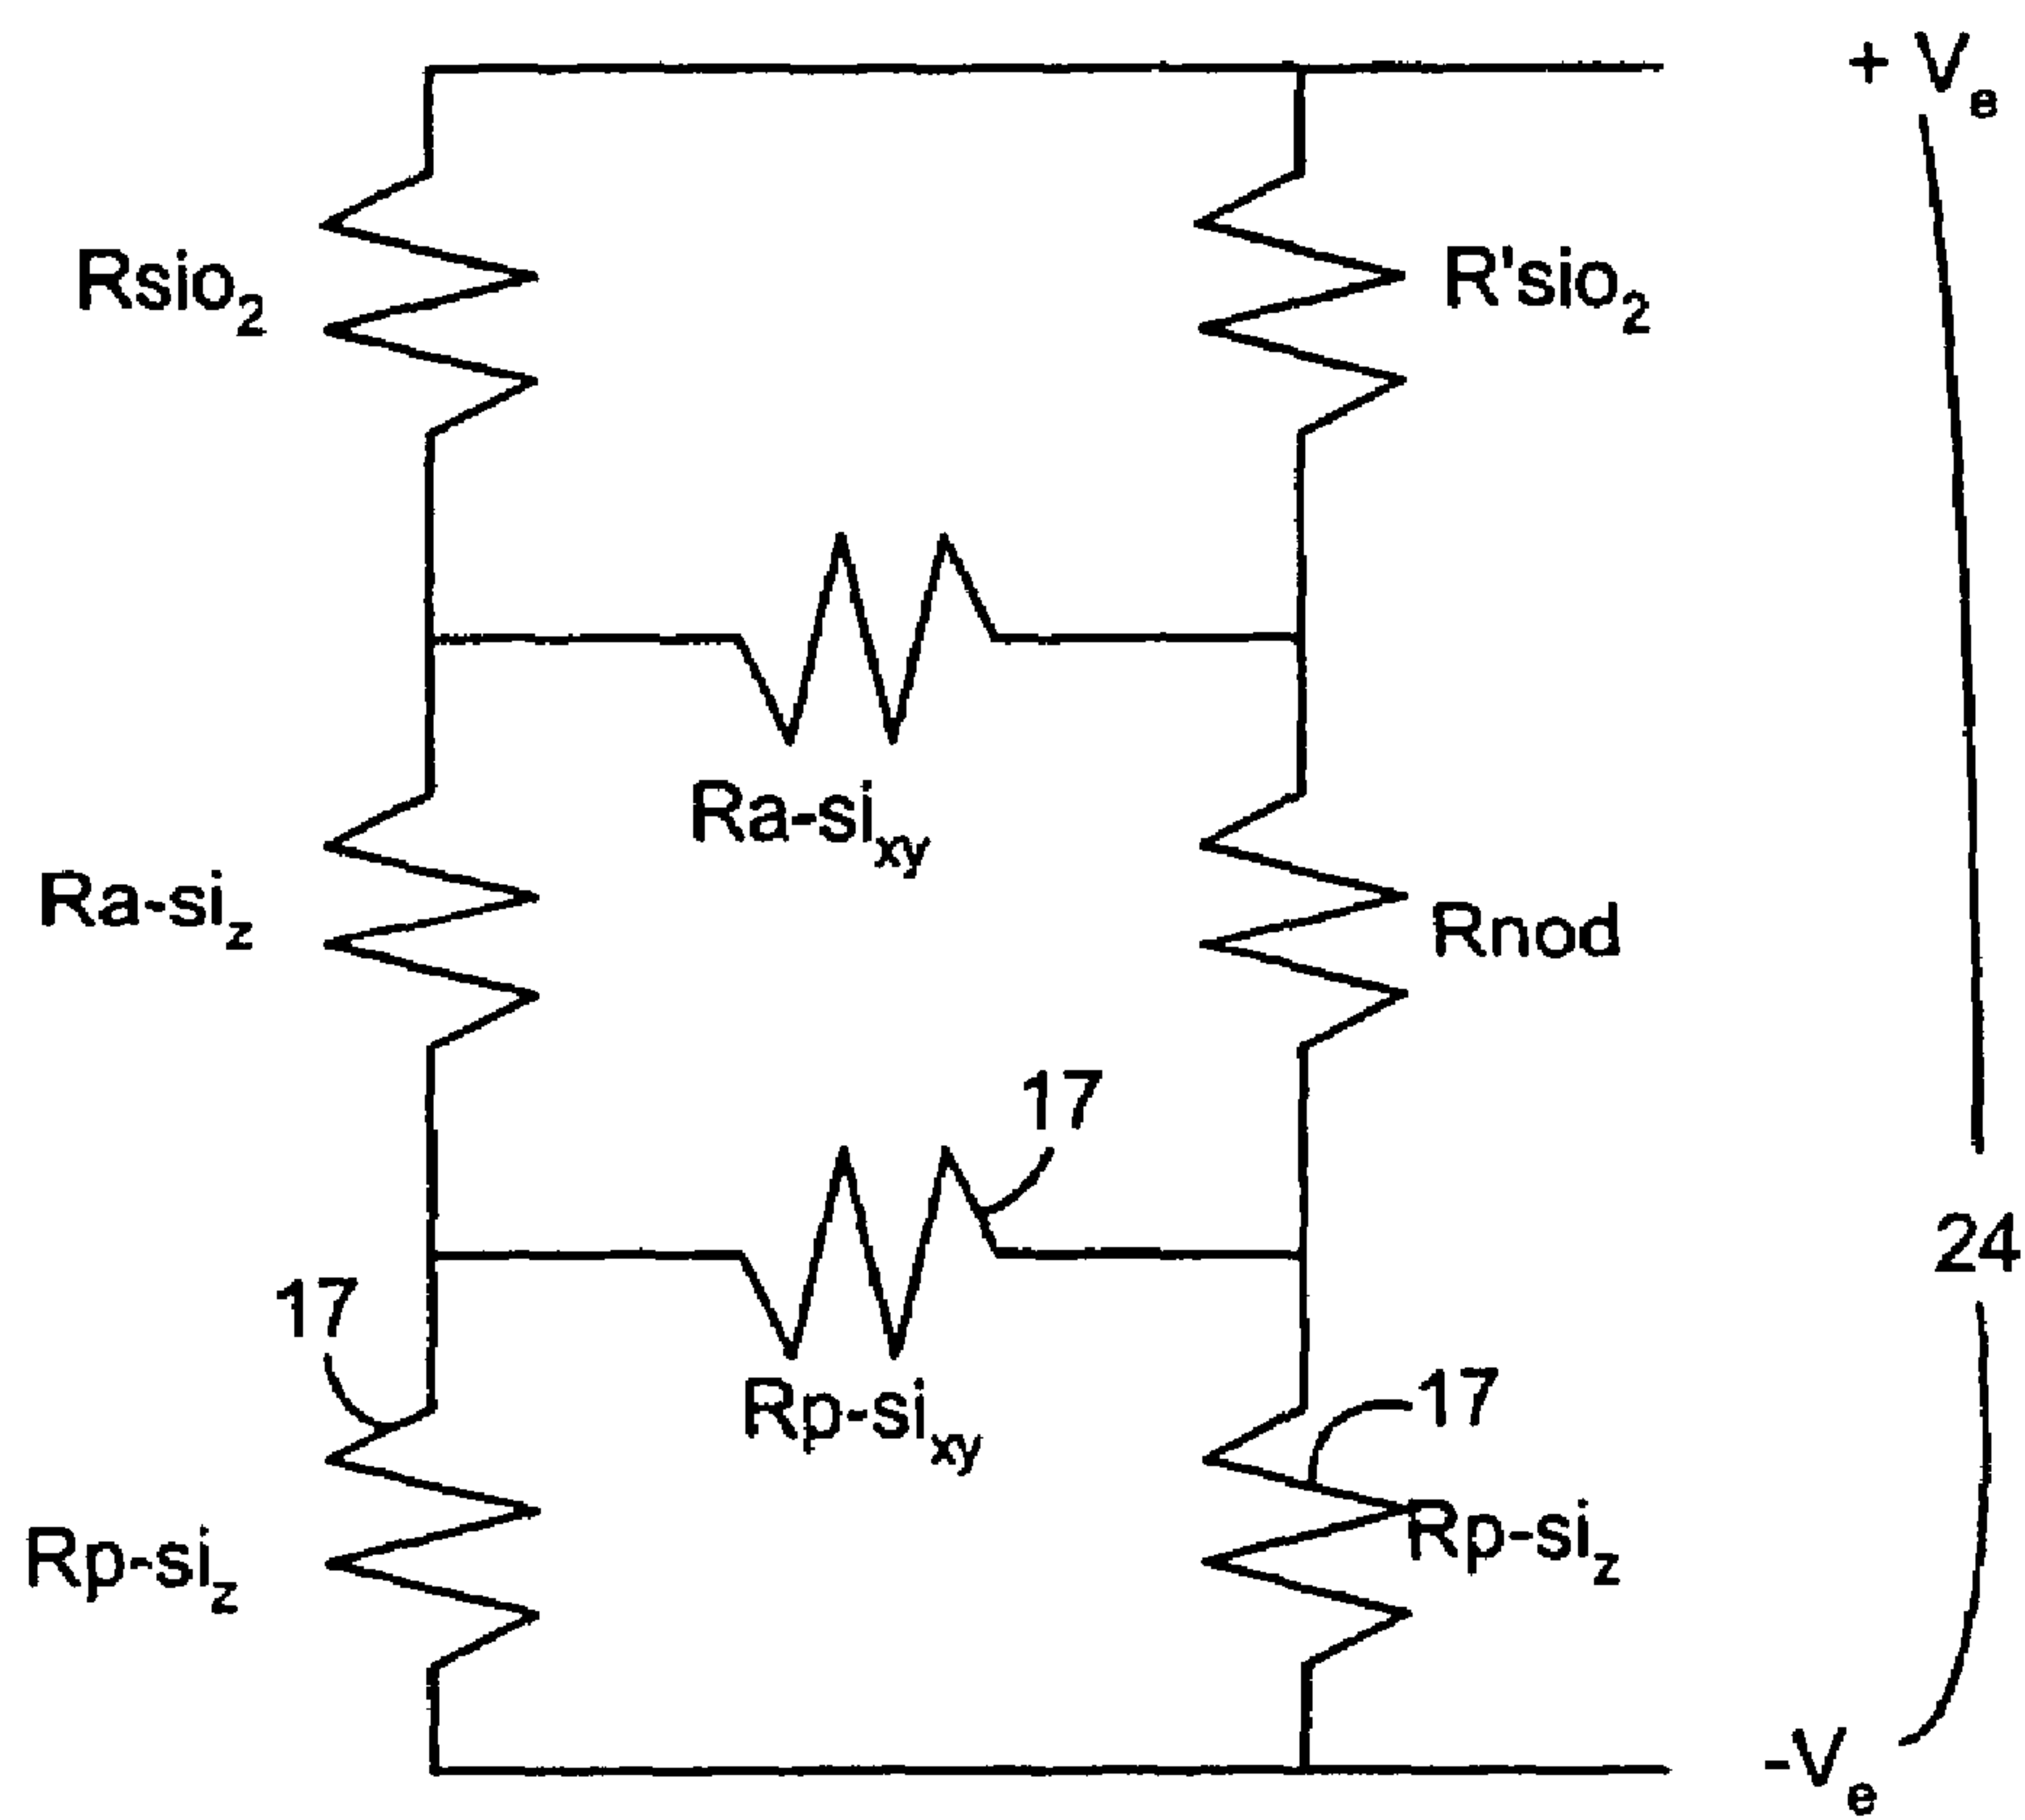 + Ve
Rsio2
R'sio2
Ra-sixy
Ra-siz
Rnod
17
24
17
17
Rp-sixy
Rp-siz
Rp-siz
-Ve